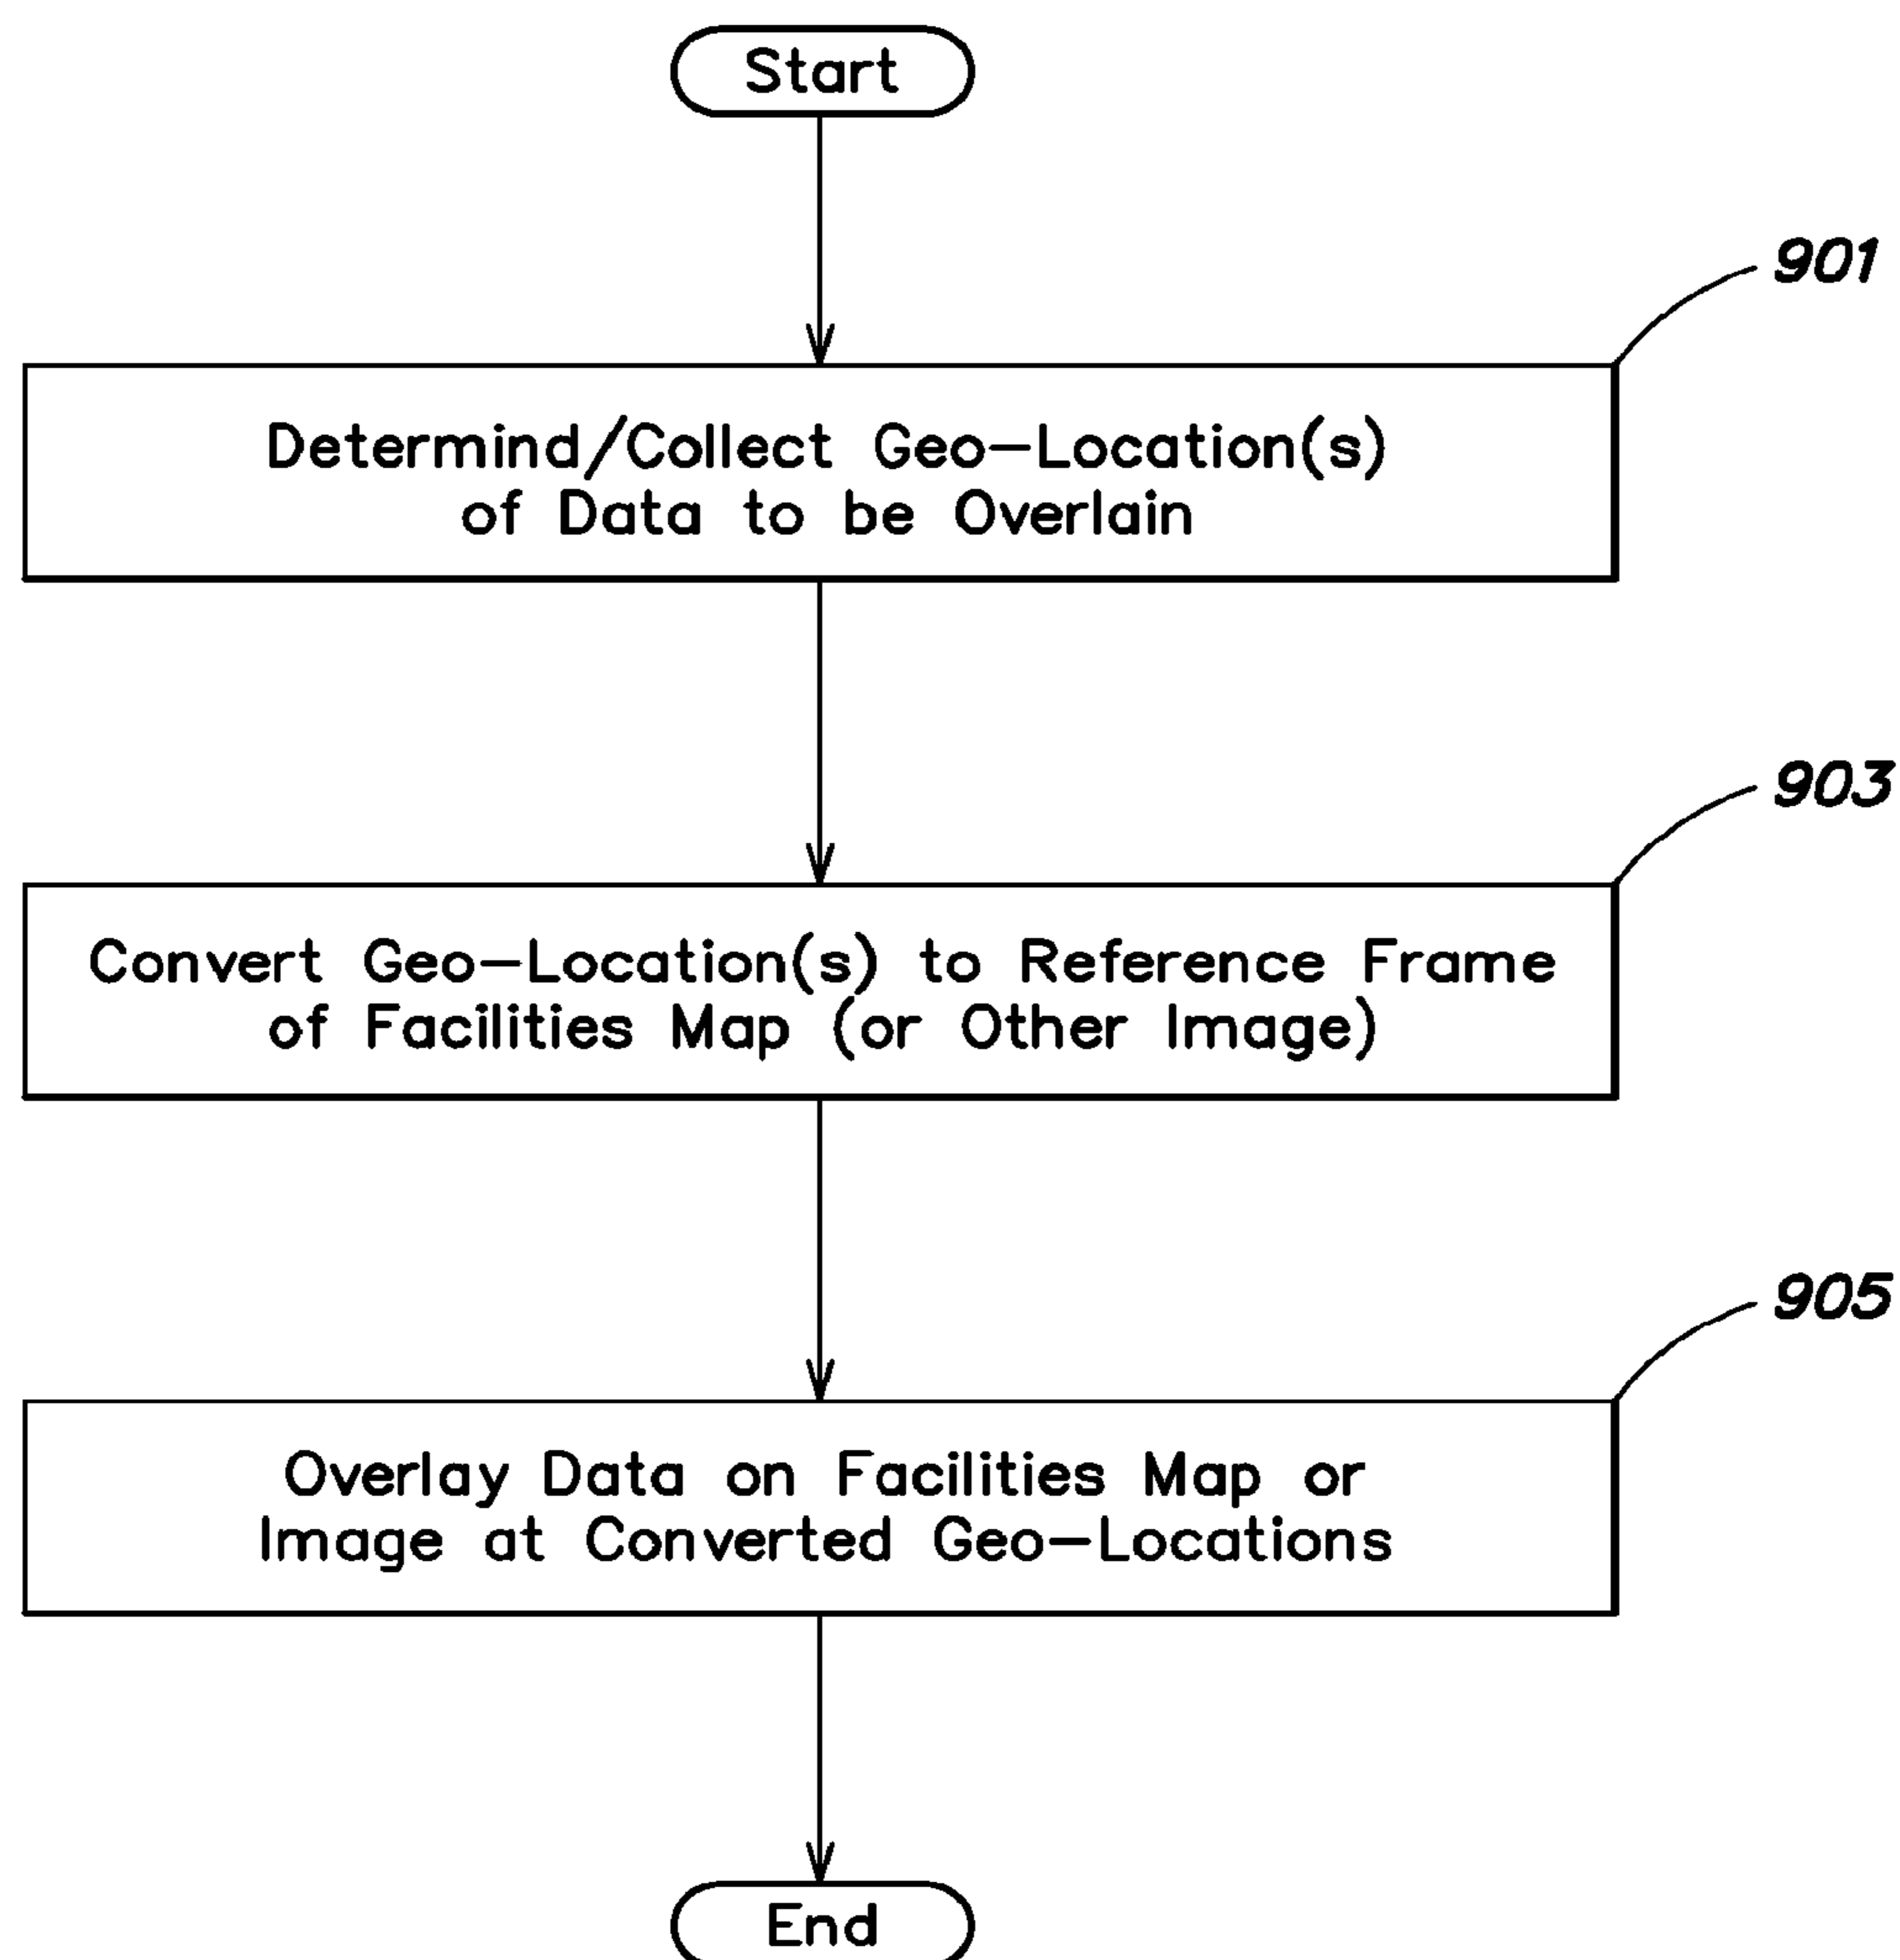 Start
901
Determind/Collect Geo-Location(s)
of Data to be Overlain
903
Convert Geo-Location(s) to Reference Frame
of Facilities Map (or Other Image)
905
Overlay Data on Facilities Map or
Image at Converted Geo-Locations
End